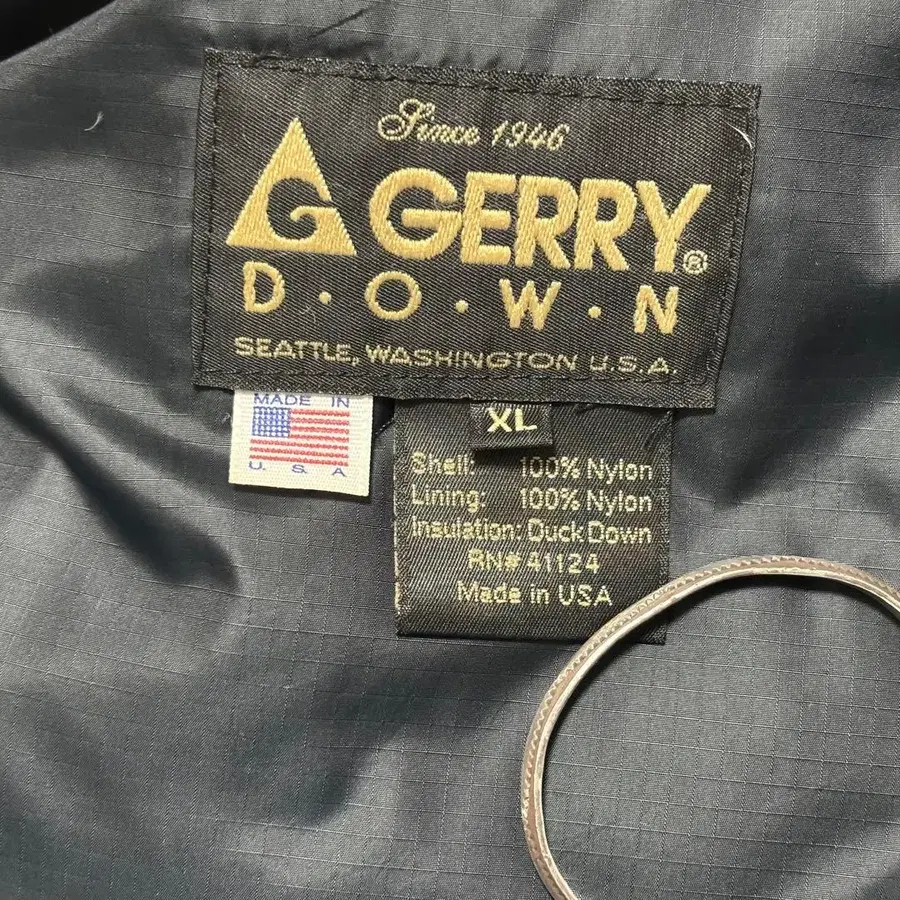 Since 1946
G GERRY®
D·O·W·N
SEATTLE, WASHINGTON U.S.A.
MADE IN
U. S. A
XL
Shell: 100% Nylon
Lining: 100% Nylon
Insulation: Duck Down
RN# 41124
Made in USA